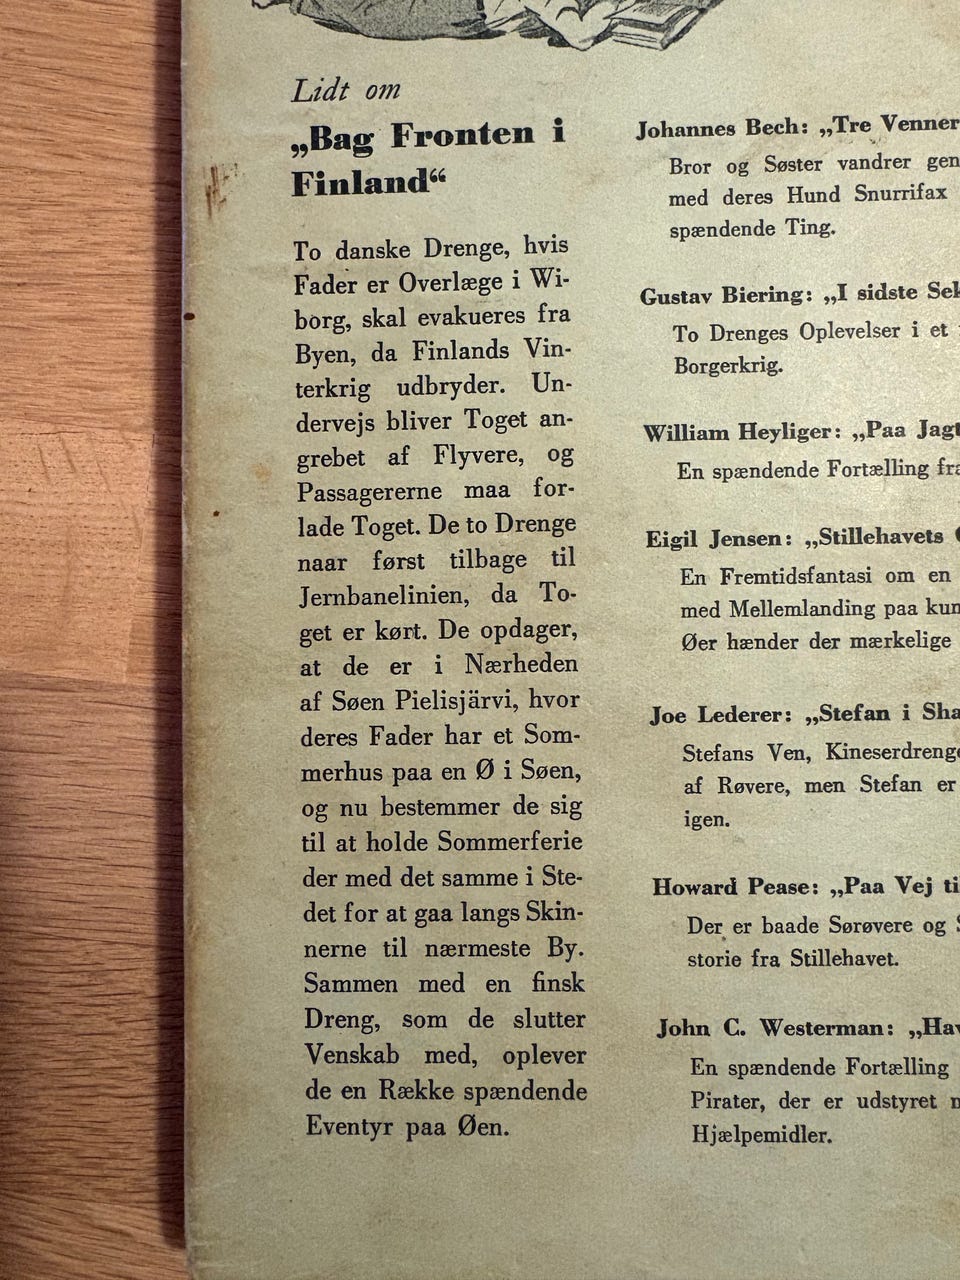 Lidt om
„Bag Fronten i
Finland“
To danske Drenge, hvis
Fader er Overlæge i Wi-
borg, skal evakueres fra
Byen, da Finlands Vin-
terkrig udbryder. Un-
dervejs bliver Toget an-
grebet af Flyvere, og
Passagererne maa for-
lade Toget. De to Drenge
naar først tilbage til
Jernbanelinien, da To-
get er kørt. De opdager,
at de er i Nærheden
af Søen Pielisjärvi, hvor
deres Fader har et Som-
merhus paa en Ø i Søen,
og nu bestemmer de sig
til at holde Sommerferie
der med det samme i Ste-
det for at gaa langs Skin-
nerne til nærmeste By.
Sammen med en finsk
Dreng, som de slutter
Venskab med, oplever
de en Række spændende
Eventyr paa Øen.
Johannes Bech: „Tre Venner
Bror og Søster vandrer gen
med deres Hund Snurrifax
spændende Ting.
Gustav Biering: „I sidste Sek
To Drenges Oplevelser i et
Borgerkrig.
William Heyliger: „Paa Jagt
En spændende Fortælling fra
Eigil Jensen: „Stillehavets
En Fremtidsfantasi om en
med Mellemlanding paa kun
Øer hænder der mærkelige
Joe Lederer: „Stefan i Sha
Stefans Ven, Kineserdrenge
af Røvere, men Stefan er
igen.
Howard Pease: „Paa Vej ti
Der er baade Sørøvere og
storie fra Stillehavet.
John C. Westerman: „Hav
En spændende Fortælling
Pirater, der er udstyret
Hjælpemidler.